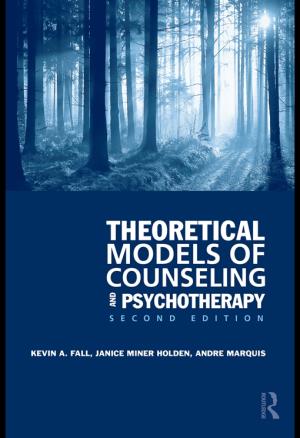 THEORETICAL
MODELS OF
COUNSELING
AND PSYCHOTHERAPY
SECOND EDITION
KEVIN A. FALL, JANICE MINER HOLDEN, ANDRE MARQUIS
Routledge